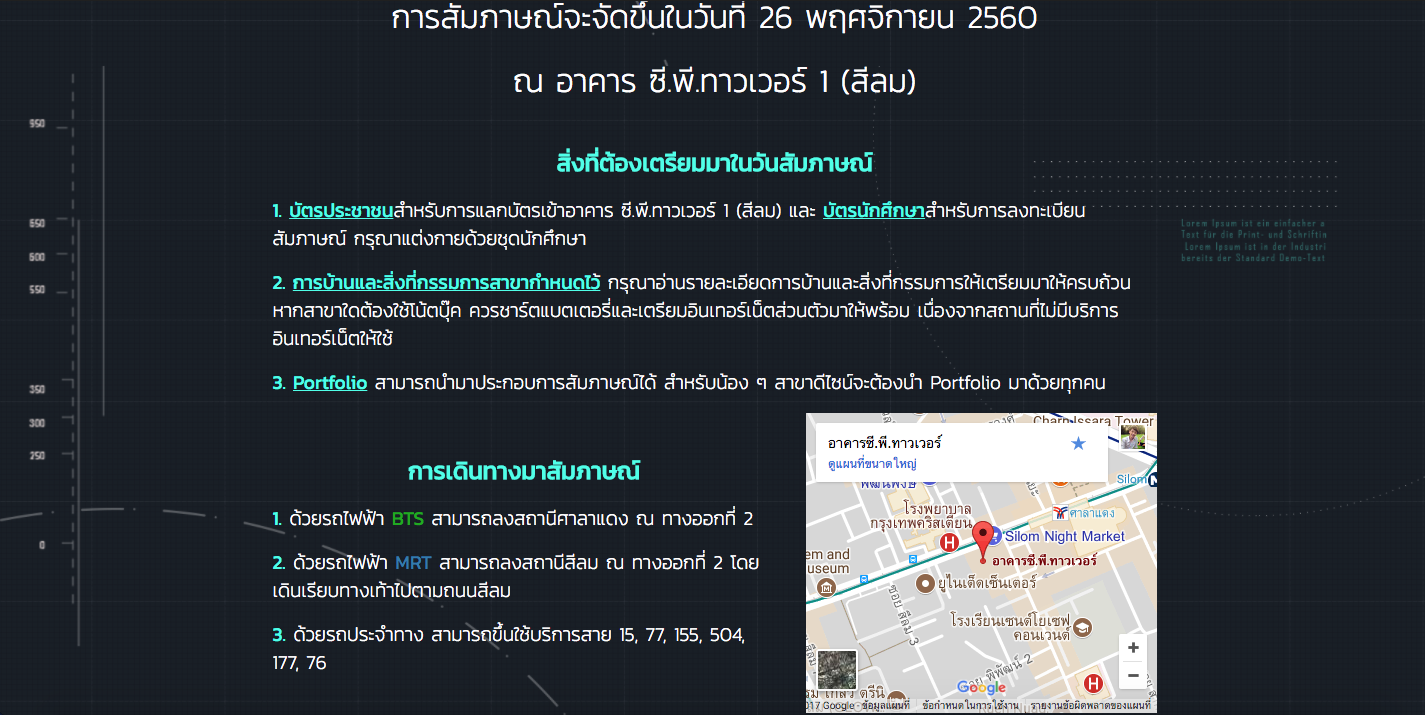 การสัมภาษณ์จะจัดขึ้นในวันที่ 26 พฤศจิกายน 2560
ณ อาคาร ซี.พี.ทาวเวอร์ 1 (สีลม)
สิ่งที่ต้องเตรียมมาในวันสัมภาษณ์
1. บัตรประชาชนสำหรับการแลกบัตรเข้าอาคาร ซี.พี.ทาวเวอร์ 1 (สีลม) และ บัตรนักศึกษาสำหรับการลงทะเบียน
สัมภาษณ์ กรุณาแต่งกายด้วยชุดนักศึกษา
2. การบ้านและสิ่งที่กรรมการสาขากำหนดไว้ กรุณาอ่านรายละเอียดการบ้านและสิ่งที่กรรมการให้เตรียมมาให้ครบถ้วน
หากสาขาใดต้องใช้โน้ตบุ๊ค ควรชาร์ตแบตเตอรี่และเตรียมอินเทอร์เน็ตส่วนตัวมาให้พร้อม เนื่องจากสถานที่ไม่มีบริการ
อินเทอร์เน็ตให้ใช้
3. Portfolio สามารถนำมาประกอบการสัมภาษณ์ได้ สำหรับน้อง ๆ สาขาดีไซน์จะต้องนำ Portfolio มาด้วยทุกคน
การเดินทางมาสัมภาษณ์
1. ด้วยรถไฟฟ้า BTS สามารถลงสถานีศาลาแดง ณ ทางออกที่ 2
2. ด้วยรถไฟฟ้า MRT สามารถลงสถานีสีลม ณ ทางออกที่ 2 โดย
เดินเรียบทางเท้าไปตามถนนสีลม
3. ด้วยรถประจำทาง สามารถขึ้นใช้บริการสาย 15, 77, 155, 504,
177, 76
950
650
600
550
350
300
250
0
Lorem Ipsum ist ein einfacher a
Text für die Print- und Schriftin
Lorem Ipsum ist in der Industri
bereits der Standard Demo-Text
Charn Issara Tower
อาคารซี.พี.ทาวเวอร์
ดูแผนที่ขนาดใหญ่
พัฒน์พงษ์
Silom
โรงพยาบาล
กรุงเทพคริสเตียน
ศาลาแดง
H
Silom Night Market
em and
useum
อาคารซี.พี.ทาวเวอร์
ยูไนเต็ดเซ็นเตอร์
ซอย สีลม 3
โรงเรียนเซนต์โยเซฟ
คอนเวนต์
+
−
พิพัฒน์ 2
H
Google
017 Google
ข้อมูลแผนที่
ข้อกำหนดในการใช้งาน
รายงานข้อผิดพลาดของแผนที่